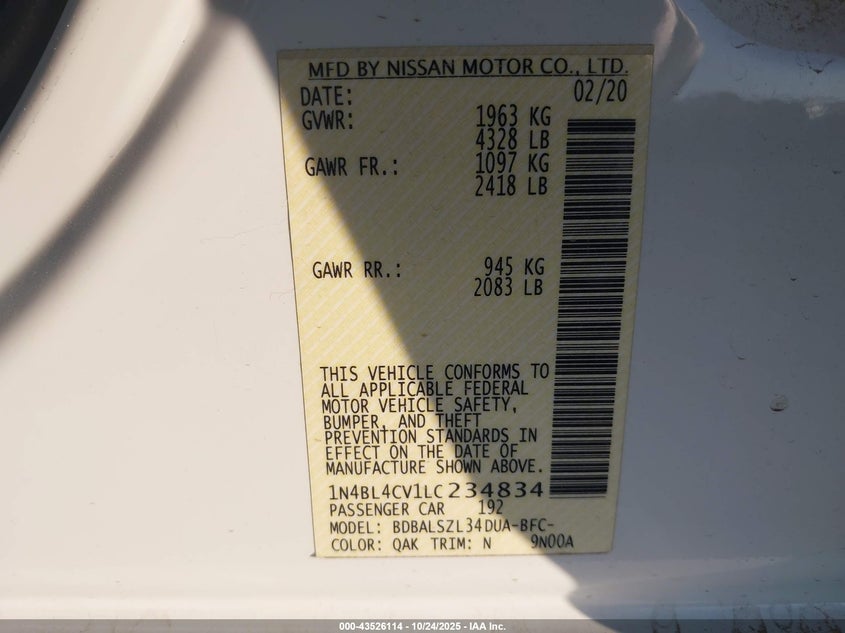 MFD BY NISSAN MOTOR CO., LTD.
DATE: 02/20
GVWR: 1963 KG
4328 LB
GAWR FR.: 1097 KG
2418 LB
GAWR RR.: 945 KG
2083 LB
THIS VEHICLE CONFORMS TO
ALL APPLICABLE FEDERAL
MOTOR VEHICLE SAFETY,
BUMPER, AND THEFT
PREVENTION STANDARDS IN
EFFECT ON THE DATE OF
MANUFACTURE SHOWN ABOVE.
1N4BL4CV1LC234834
PASSENGER CAR 192
MODEL: BDBALSZL34DUA-BFC-
COLOR: QAK TRIM: N 9N00A
000-43526114 - 10/24/2025 - IAA Inc.